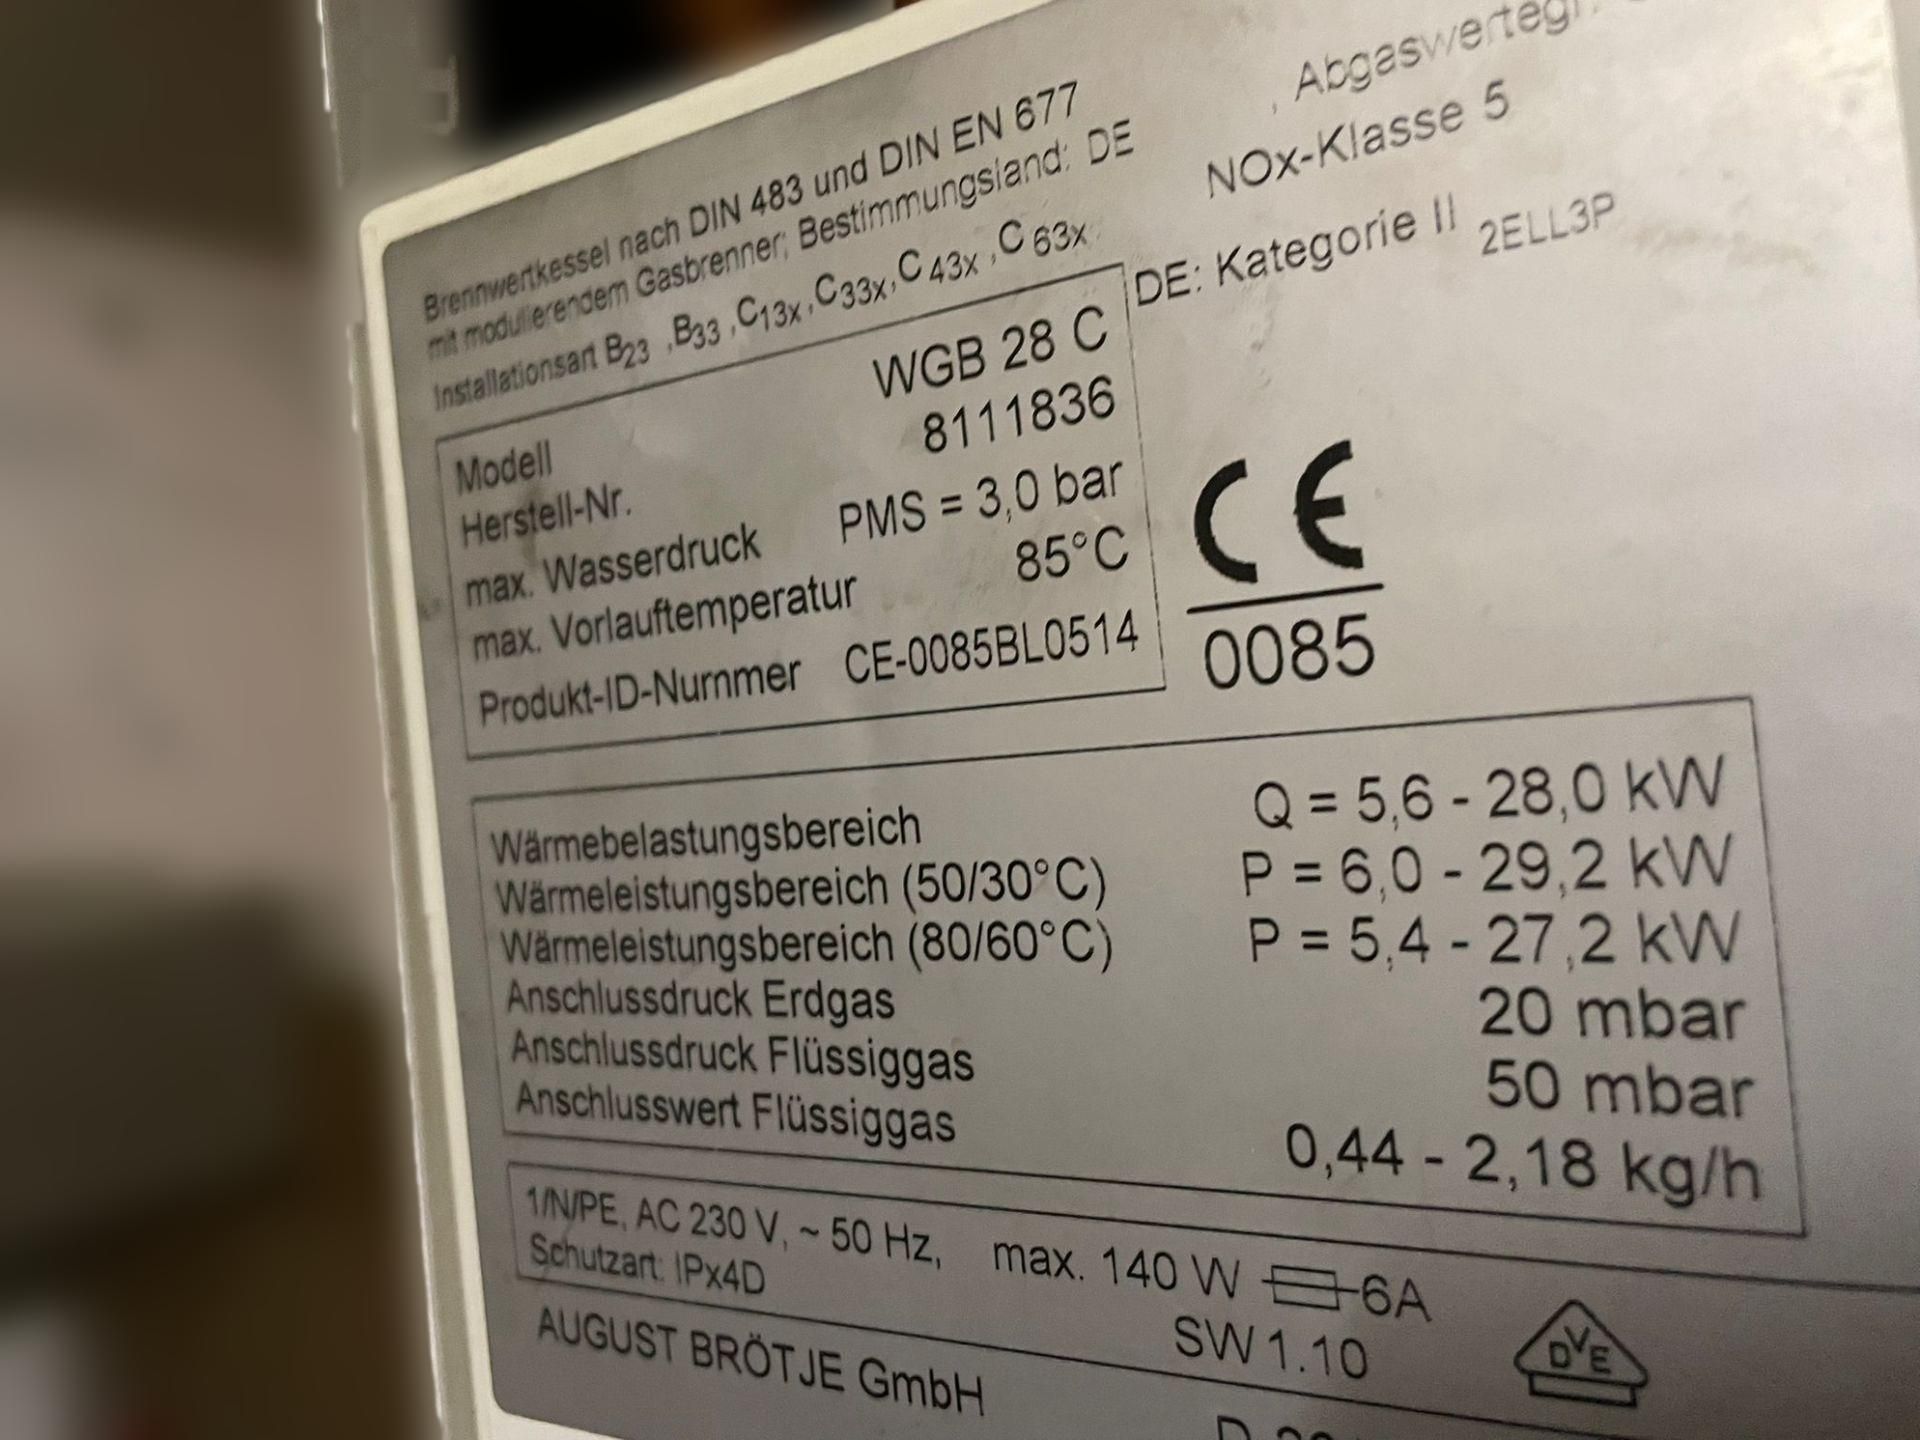 Brennwertkessel nach DIN 483 und DIN EN 677
mit modulierendem Gasbrenner; Bestimmungsland: DE
Installationsart B23 ,B33 ,C13x,C33x,C43x ,C63x
, Abgaswertegr.
NOx-Klasse 5
DE: Kategorie II 2ELL3P
Modell WGB 28 C
Herstell-Nr. 8111836
max. Wasserdruck PMS = 3,0 bar
max. Vorlauftemperatur 85°C
Produkt-ID-Nummer CE-0085BL0514
CE
0085
Wärmebelastungsbereich Q = 5,6 - 28,0 kW
Wärmeleistungsbereich (50/30°C) P = 6,0 - 29,2 kW
Wärmeleistungsbereich (80/60°C) P = 5,4 - 27,2 kW
Anschlussdruck Erdgas 20 mbar
Anschlussdruck Flüssiggas 50 mbar
Anschlusswert Flüssiggas 0,44 - 2,18 kg/h
1/N/PE, AC 230 V, ~ 50 Hz, max. 140 W 6A
Schutzart: IPx4D
SW 1.10
DVE
AUGUST BRÖTJE GmbH